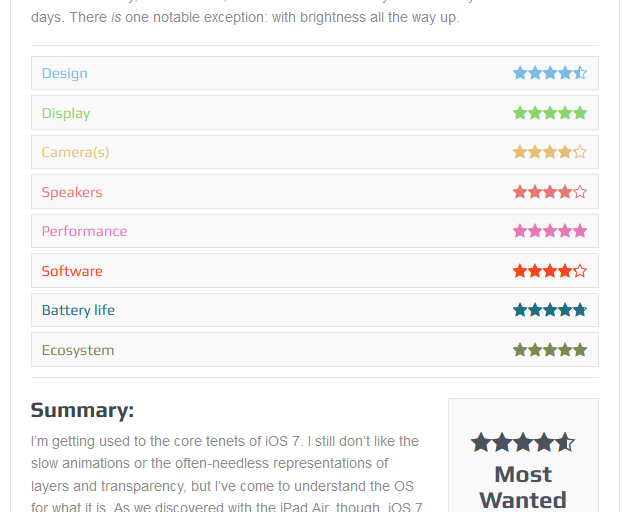 days. There is one notable exception: with brightness all the way up.
Design
Display
Camera(s)
Speakers
Performance
Software
Battery life
Ecosystem
Summary:
I'm getting used to the core tenets of iOS 7. I still don't like the
slow animations or the often-needless representations of
layers and transparency, but I've come to understand the OS
for what it is. As we discovered with the iPad Air, though, iOS 7
Most
Wanted